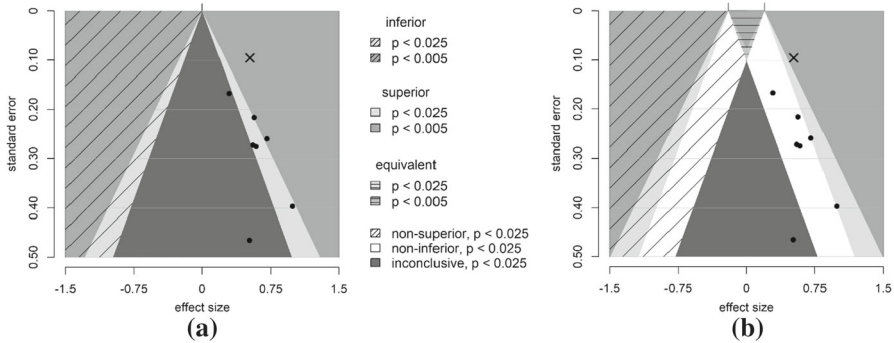 0
0.10
0.20
0.30
0.40
0.50
standard error
-1.5
-0.75
0
0.75
1.5
effect size
(a)
inferior
p < 0.025
p < 0.005
superior
p < 0.025
p < 0.005
equivalent
p < 0.025
p < 0.005
non-superior, p < 0.025
non-inferior, p < 0.025
inconclusive, p < 0.025
0
0.10
0.20
0.30
0.40
0.50
standard error
-1.5
-0.75
0
0.75
1.5
effect size
(b)